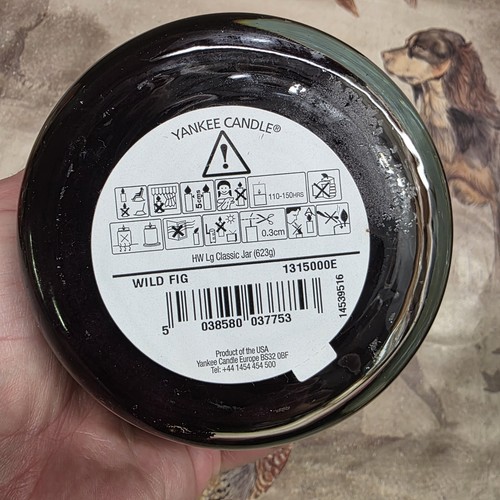 YANKEE CANDLE®
5cms
110-150HRS
0.3cm
HW Lg Classic Jar (623g)
WILD FIG 1315000E
5 038580 037753
14539516
Product of the USA
Yankee Candle Europe BS32 0BF
Tel: +44 1454 454 500